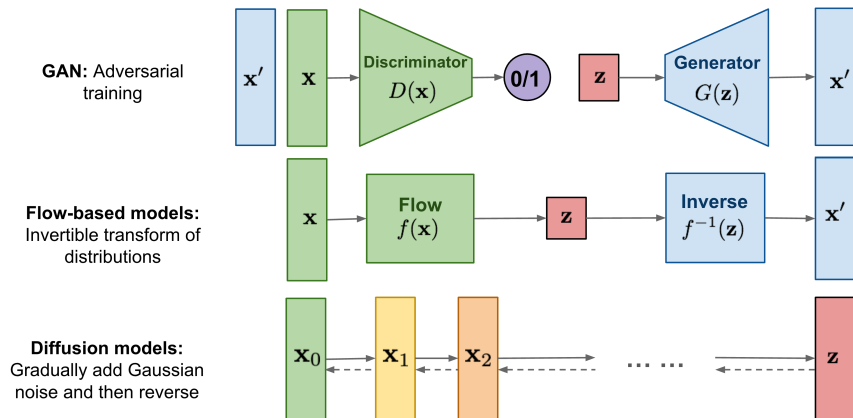 GAN: Adversarial
training
x′
x
Discriminator
D(x)
0/1
z
Generator
G(z)
x′
Flow-based models:
Invertible transform of
distributions
x
Flow
f(x)
z
Inverse
f⁻¹(z)
x′
Diffusion models:
Gradually add Gaussian
noise and then reverse
x₀
x₁
x₂
... ...
z